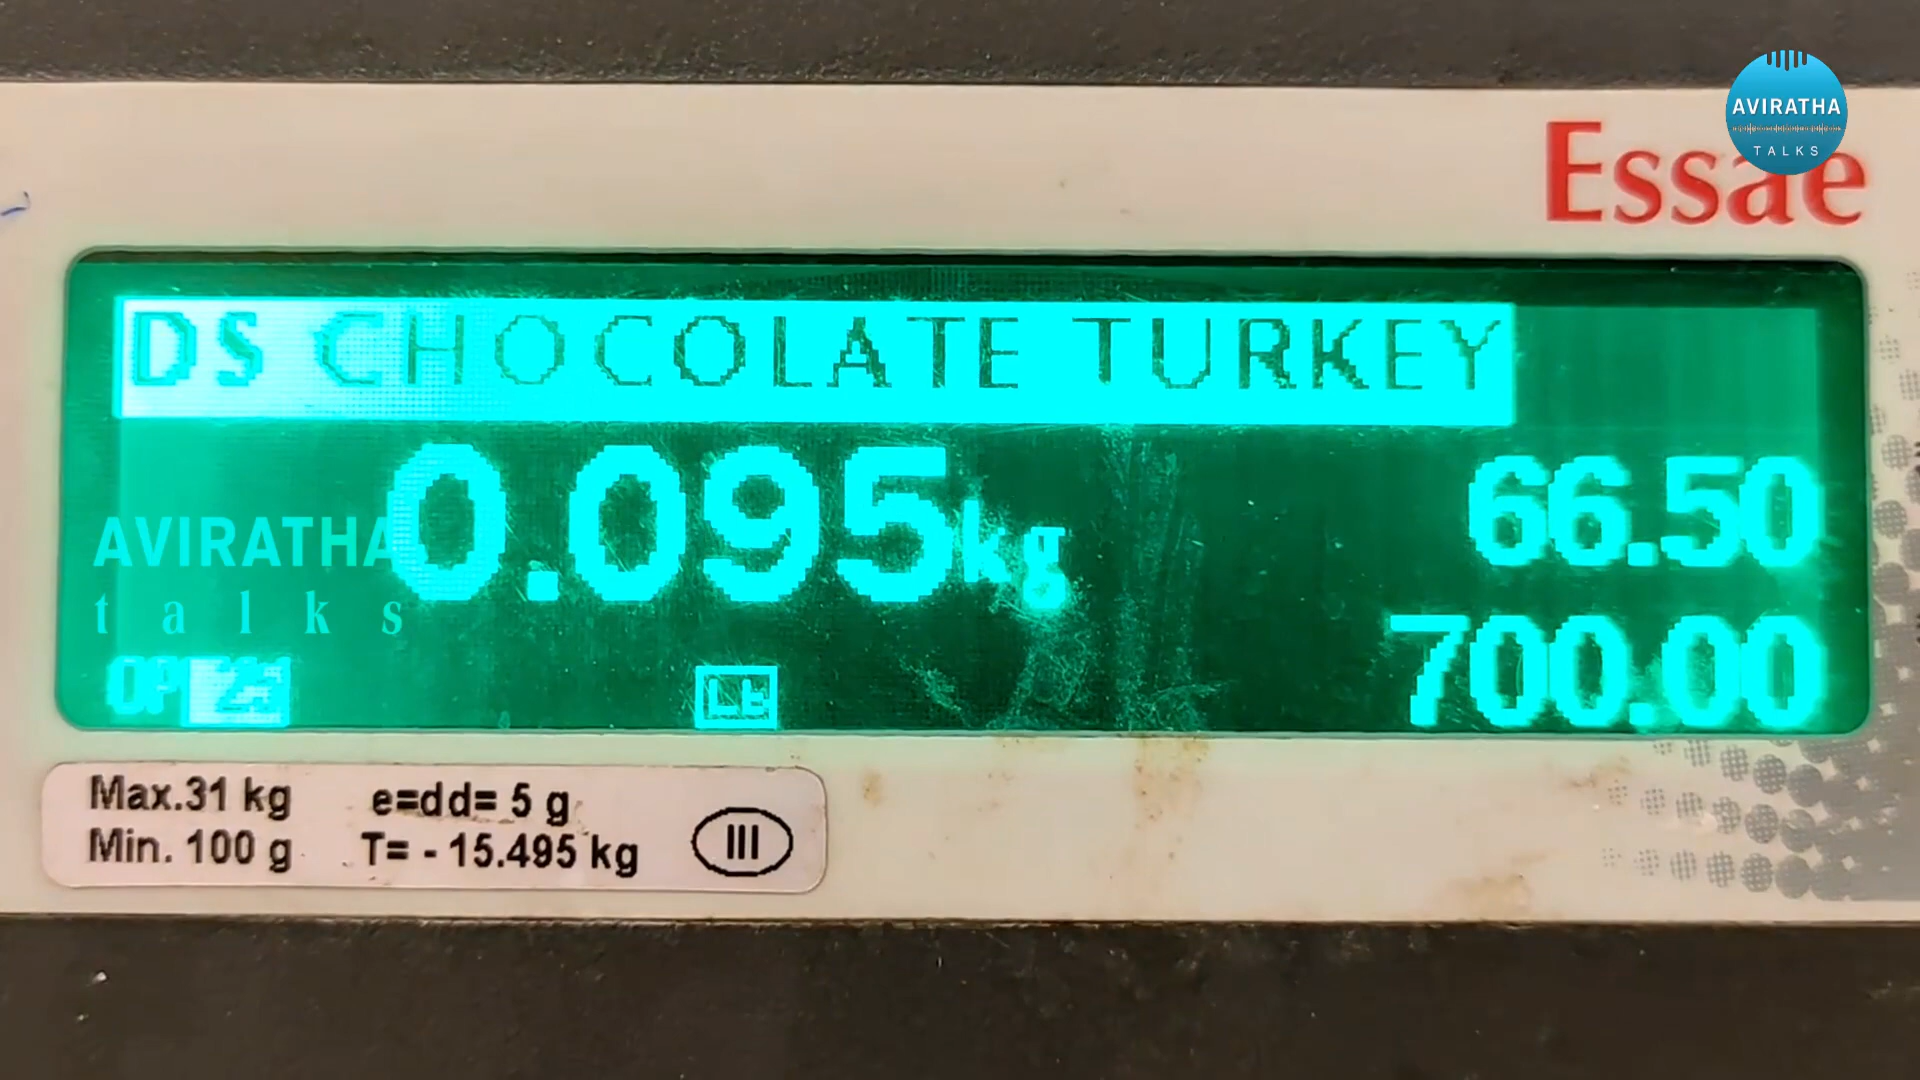 AVIRATHA
TALKS
Essae
DS CHOCOLATE TURKEY
0.095kg
66.50
AVIRATHA
talks
700.00
OP
Max.31 kg e=dd= 5 g
Min. 100 g T= - 15.495 kg
III